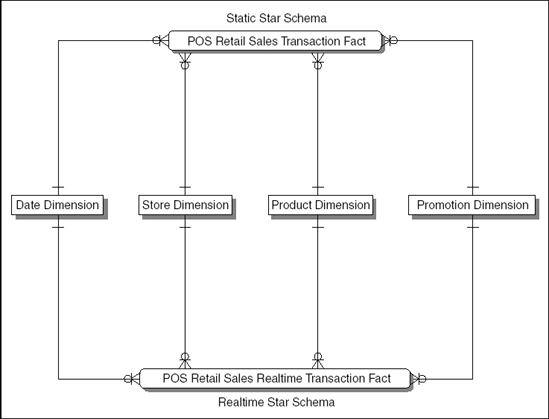 Static Star Schema
POS Retail Sales Transaction Fact
Date Dimension
Store Dimension
Product Dimension
Promotion Dimension
POS Retail Sales Realtime Transaction Fact
Realtime Star Schema